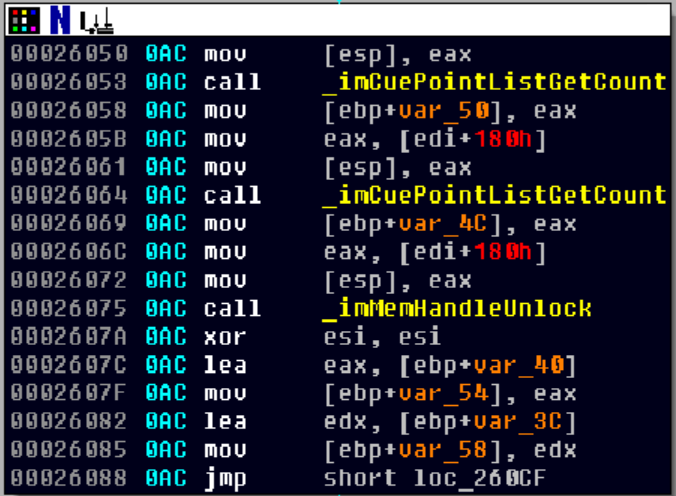 N
00026050 0AC mov [esp], eax
00026053 0AC call _imCuePointListGetCount
00026058 0AC mov [ebp+var_50], eax
0002605B 0AC mov eax, [edi+180h]
00026061 0AC mov [esp], eax
00026064 0AC call _imCuePointListGetCount
00026069 0AC mov [ebp+var_4C], eax
0002606C 0AC mov eax, [edi+180h]
00026072 0AC mov [esp], eax
00026075 0AC call _imMemHandleUnlock
0002607A 0AC xor esi, esi
0002607C 0AC lea eax, [ebp+var_40]
0002607F 0AC mov [ebp+var_54], eax
00026082 0AC lea edx, [ebp+var_3C]
00026085 0AC mov [ebp+var_58], edx
00026088 0AC jmp short loc_260CF